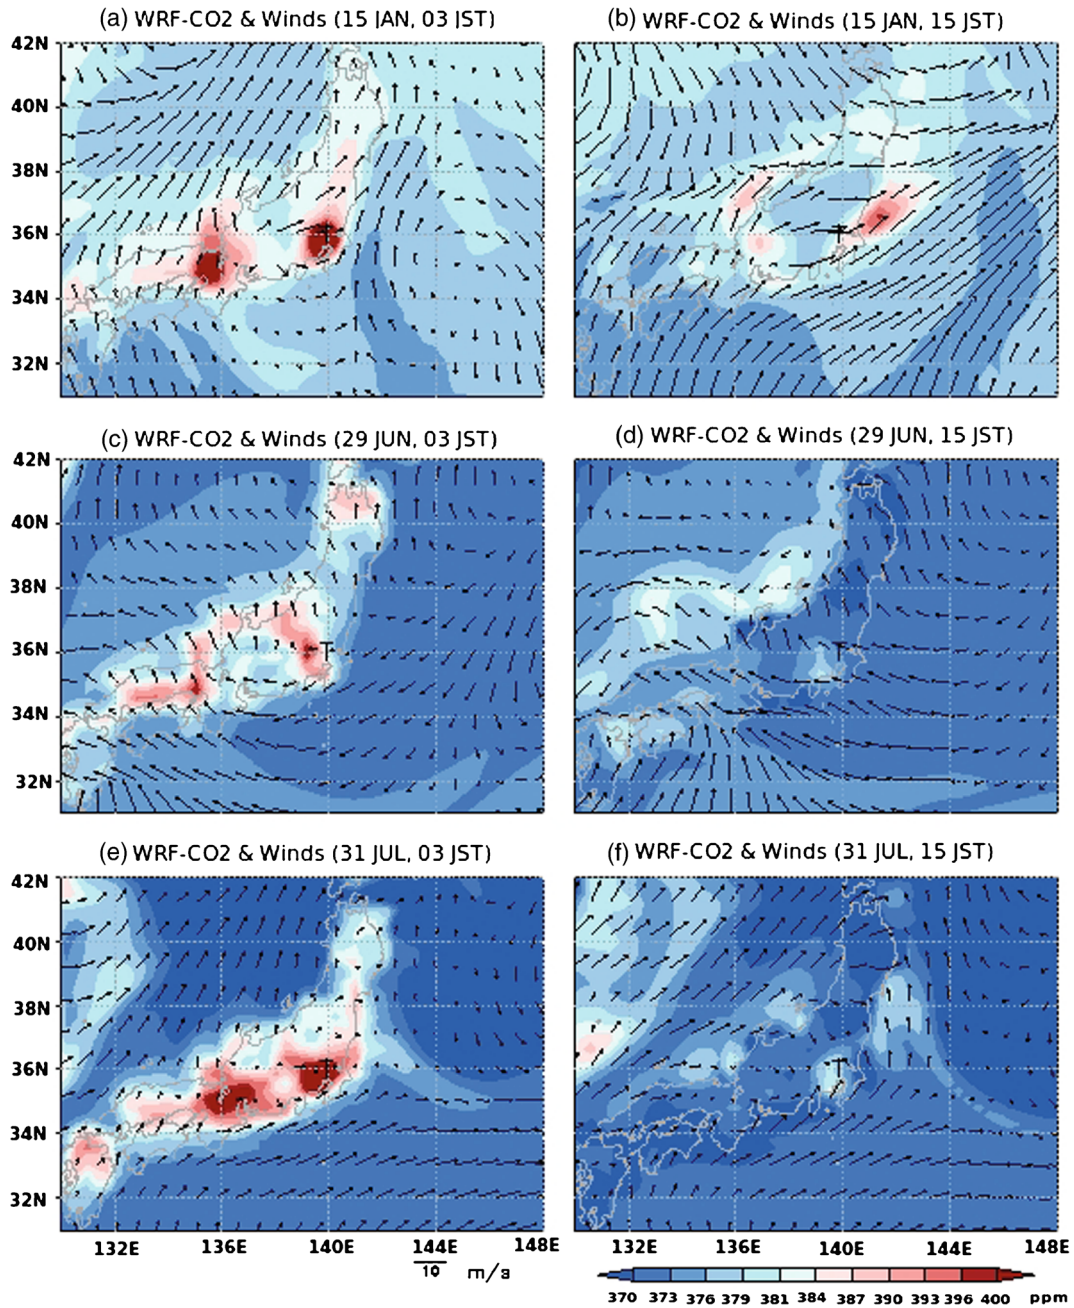 (a) WRF-CO2 & Winds (15 JAN, 03 JST)
(b) WRF-CO2 & Winds (15 JAN, 15 JST)
42N
40N
38N
36N
34N
32N
(c) WRF-CO2 & Winds (29 JUN, 03 JST)
(d) WRF-CO2 & Winds (29 JUN, 15 JST)
42N
40N
38N
36N
34N
32N
(e) WRF-CO2 & Winds (31 JUL, 03 JST)
(f) WRF-CO2 & Winds (31 JUL, 15 JST)
42N
40N
38N
36N
34N
32N
132E 136E 140E 144E 148E
132E 136E 140E 144E 148E
10 m/s
370 373 376 379 381 384 387 390 393 396 400 ppm